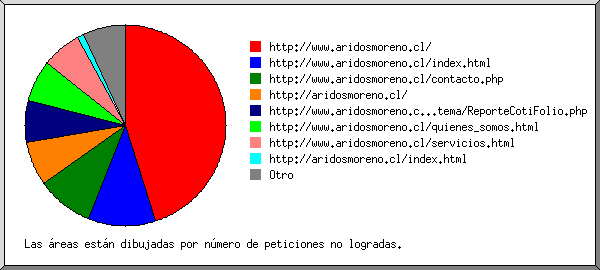 http://www.aridosmoreno.cl/
http://www.aridosmoreno.cl/index.html
http://www.aridosmoreno.cl/contacto.php
http://aridosmoreno.cl/
http://www.aridosmoreno.c...tema/ReporteCotiFolio.php
http://www.aridosmoreno.cl/quienes_somos.html
http://www.aridosmoreno.cl/servicios.html
http://aridosmoreno.cl/index.html
Otro
Las áreas están dibujadas por número de peticiones no logradas.